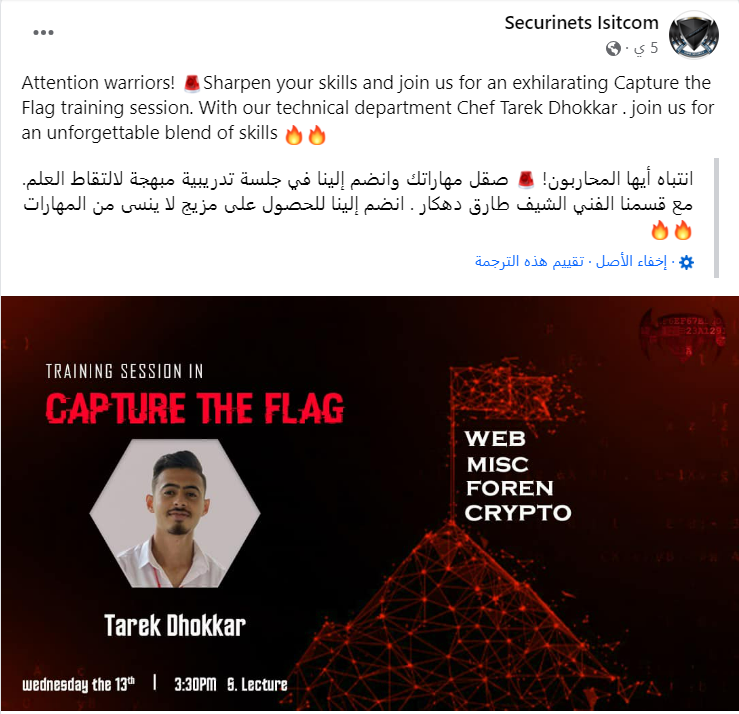 Securinets Isitcom
5 ي ·
Attention warriors! 🚨Sharpen your skills and join us for an exhilarating Capture the
Flag training session. With our technical department Chef Tarek Dhokkar . join us for
an unforgettable blend of skills 🔥🔥
انتباه أيها المحاربون! 🚨 صقل مهاراتك وانضم إلينا في جلسة تدريبية مبهجة لالتقاط العلم.
مع قسمنا الفني الشيف طارق دهكار . انضم إلينا للحصول على مزيج لا ينسى من المهارات
🔥🔥
· إخفاء الأصل · تقييم هذه الترجمة
TRAINING SESSION IN
CAPTURE THE FLAG
WEB
MISC
FOREN
CRYPTO
Tarek Dhokkar
wednesday the 13th | 3:30PM S. Lecture